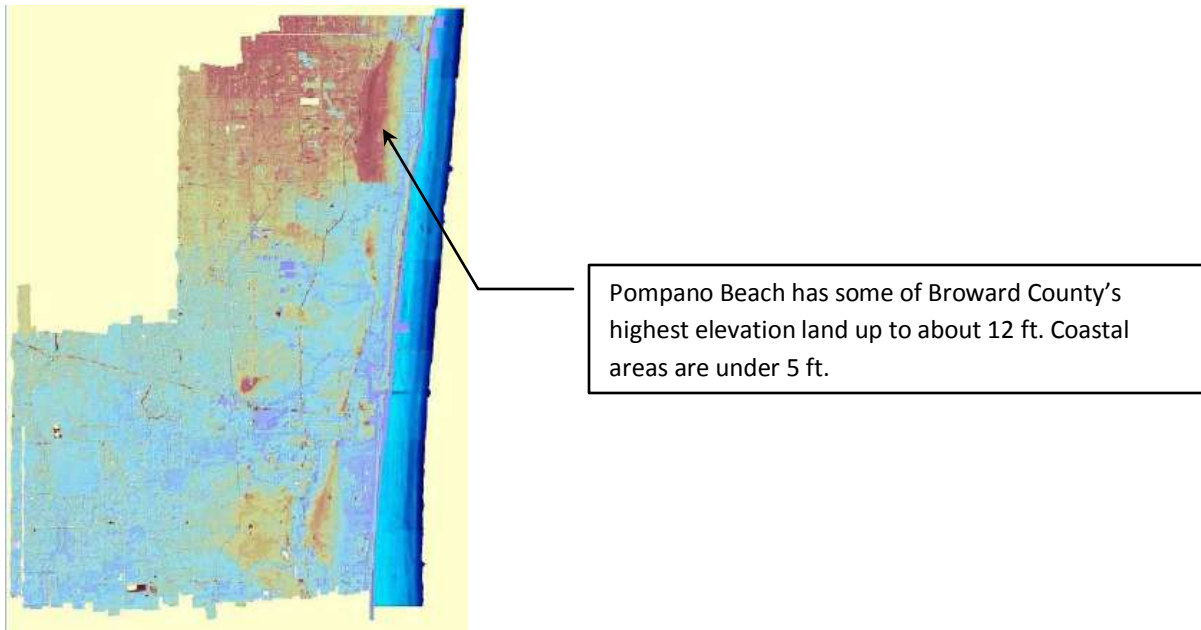 Pompano Beach has some of Broward County’s
highest elevation land up to about 12 ft. Coastal
areas are under 5 ft.